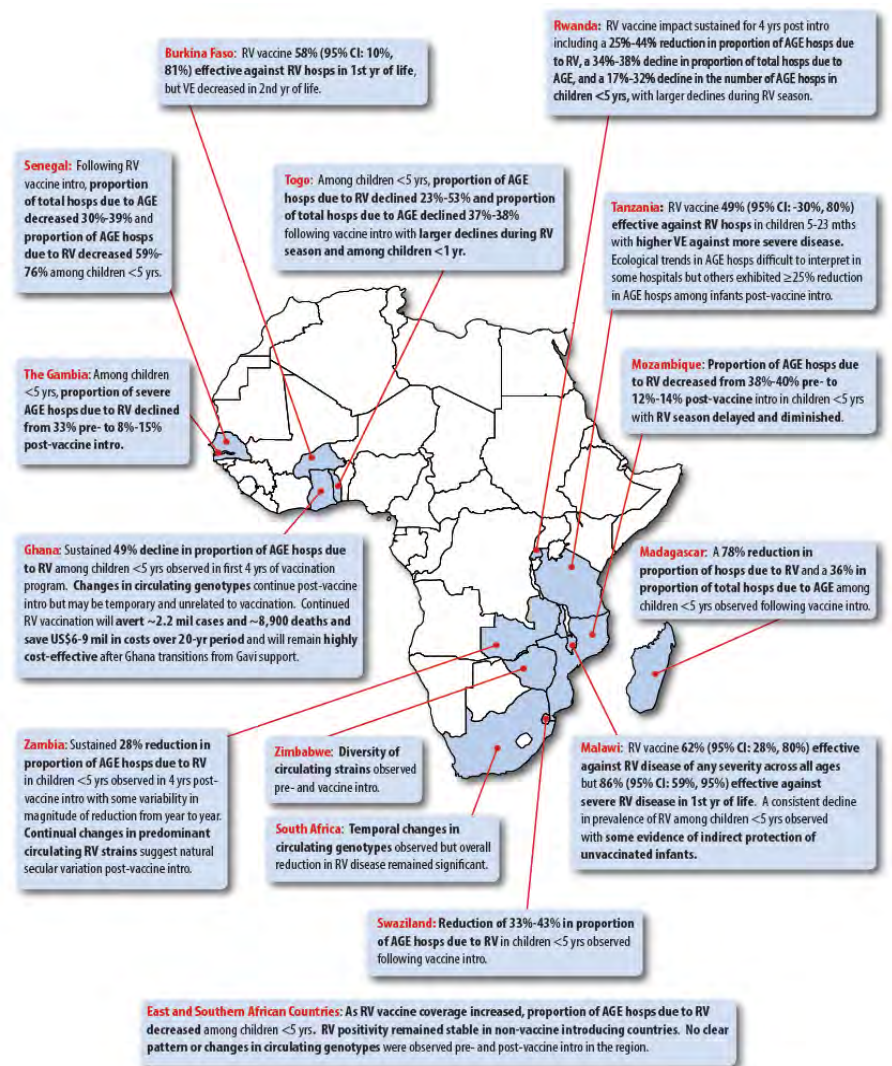 Burkina Faso: RV vaccine 58% (95% CI: 10%,
81%) effective against RV hosps in 1st yr of life,
but VE decreased in 2nd yr of life.
Rwanda: RV vaccine impact sustained for 4 yrs post intro
including a 25%-44% reduction in proportion of AGE hosps due
to RV, a 34%-38% decline in proportion of total hosps due to
AGE, and a 17%-32% decline in the number of AGE hosps in
children <5 yrs, with larger declines during RV season.
Senegal: Following RV
vaccine intro, proportion
of total hosps due to AGE
decreased 30%-39% and
proportion of AGE hosps
due to RV decreased 59%-
76% among children <5 yrs.
Togo: Among children <5 yrs, proportion of AGE
hosps due to RV declined 23%-53% and proportion
of total hosps due to AGE declined 37%-38%
following vaccine intro with larger declines during RV
season and among children <1 yr.
Tanzania: RV vaccine 49% (95% CI: -30%, 80%)
effective against RV hosps in children 5-23 mths
with higher VE against more severe disease.
Ecological trends in AGE hosps difficult to interpret in
some hospitals but others exhibited ≥25% reduction
in AGE hosps among infants post-vaccine intro.
The Gambia: Among children
<5 yrs, proportion of severe
AGE hosps due to RV declined
from 33% pre- to 8%-15%
post-vaccine intro.
Mozambique: Proportion of AGE hosps due
to RV decreased from 38%-40% pre- to
12%-14% post-vaccine intro in children <5 yrs
with RV season delayed and diminished.
Ghana: Sustained 49% decline in proportion of AGE hosps due
to RV among children <5 yrs observed in first 4 yrs of vaccination
program. Changes in circulating genotypes continue post-vaccine
intro but may be temporary and unrelated to vaccination. Continued
RV vaccination will avert ~2.2 mil cases and ~8,900 deaths and
save US$6-9 mil in costs over 20-yr period and will remain highly
cost-effective after Ghana transitions from Gavi support.
Madagascar: A 78% reduction in
proportion of hosps due to RV and a 36% in
proportion of total hosps due to AGE among
children <5 yrs observed following vaccine intro.
Zambia: Sustained 28% reduction in
proportion of AGE hosps due to RV
in children <5 yrs observed in 4 yrs post-
vaccine intro with some variability in
magnitude of reduction from year to year.
Continual changes in predominant
circulating RV strains suggest natural
secular variation post-vaccine intro.
Zimbabwe: Diversity of
circulating strains observed
pre- and vaccine intro.
South Africa: Temporal changes in
circulating genotypes observed but overall
reduction in RV disease remained significant.
Malawi: RV vaccine 62% (95% CI: 28%, 80%) effective
against RV disease of any severity across all ages
but 86% (95% CI: 59%, 95%) effective against
severe RV disease in 1st yr of life. A consistent decline
in prevalence of RV among children <5 yrs observed
with some evidence of indirect protection of
unvaccinated infants.
Swaziland: Reduction of 33%-43% in proportion
of AGE hosps due to RV in children <5 yrs observed
following vaccine intro.
East and Southern African Countries: As RV vaccine coverage increased, proportion of AGE hosps due to RV
decreased among children <5 yrs. RV positivity remained stable in non-vaccine introducing countries. No clear
pattern or changes in circulating genotypes were observed pre- and post-vaccine intro in the region.